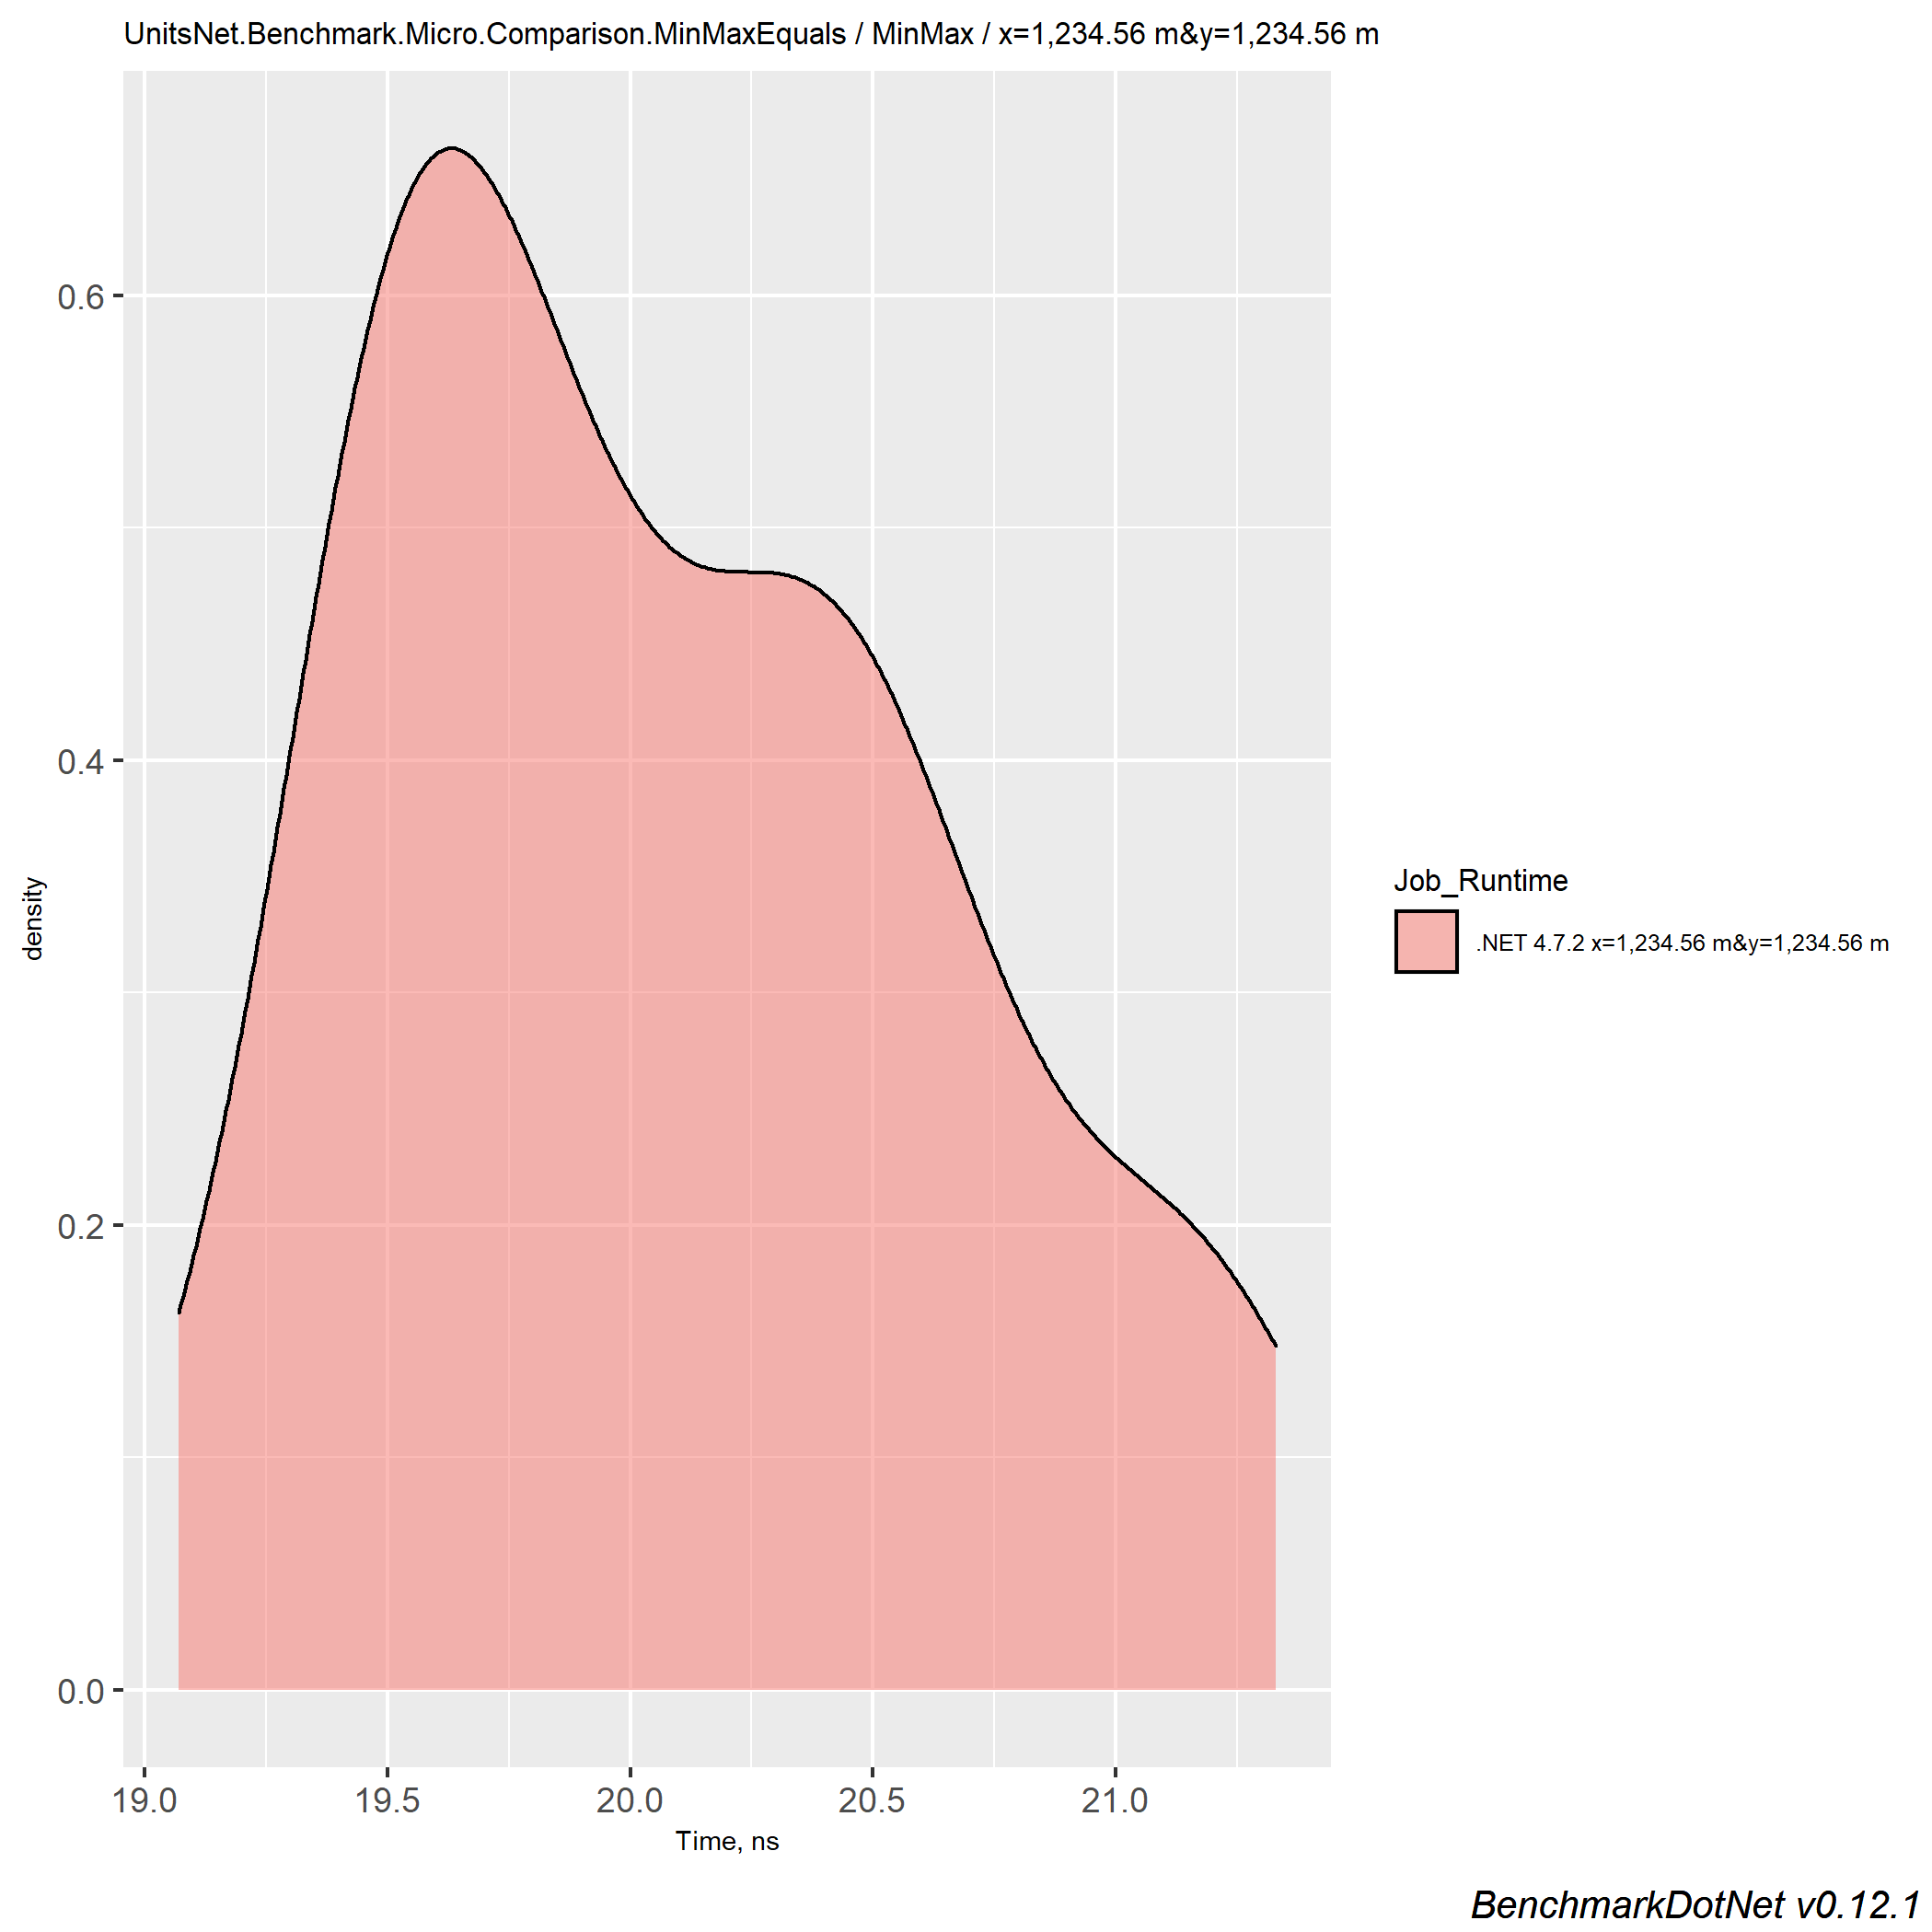 UnitsNet.Benchmark.Micro.Comparison.MinMaxEquals / MinMax / x=1,234.56 m&y=1,234.56 m
0.6
0.4
0.2
0.0
density
19.0 19.5 20.0 20.5 21.0
Time, ns
Job_Runtime
.NET 4.7.2 x=1,234.56 m&y=1,234.56 m
BenchmarkDotNet v0.12.1